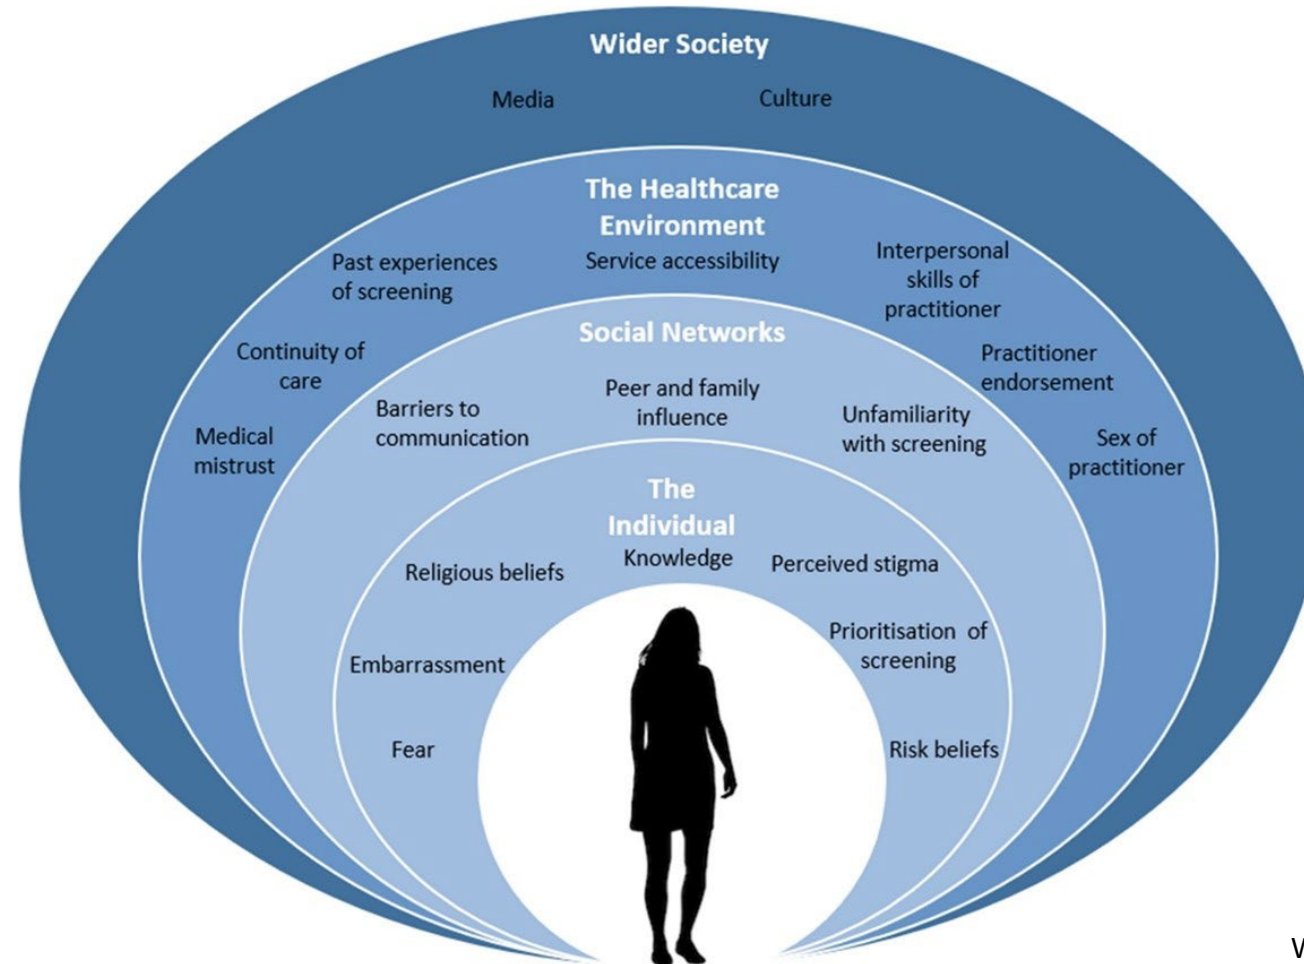 Wider Society
Media
Culture
The Healthcare
Environment
Service accessibility
Past experiences
of screening
Interpersonal
skills of
practitioner
Continuity of
care
Practitioner
endorsement
Medical
mistrust
Sex of
practitioner
Social Networks
Peer and family
influence
Barriers to
communication
Unfamiliarity
with screening
The
Individual
Knowledge
Religious beliefs
Perceived stigma
Embarrassment
Prioritisation of
screening
Fear
Risk beliefs